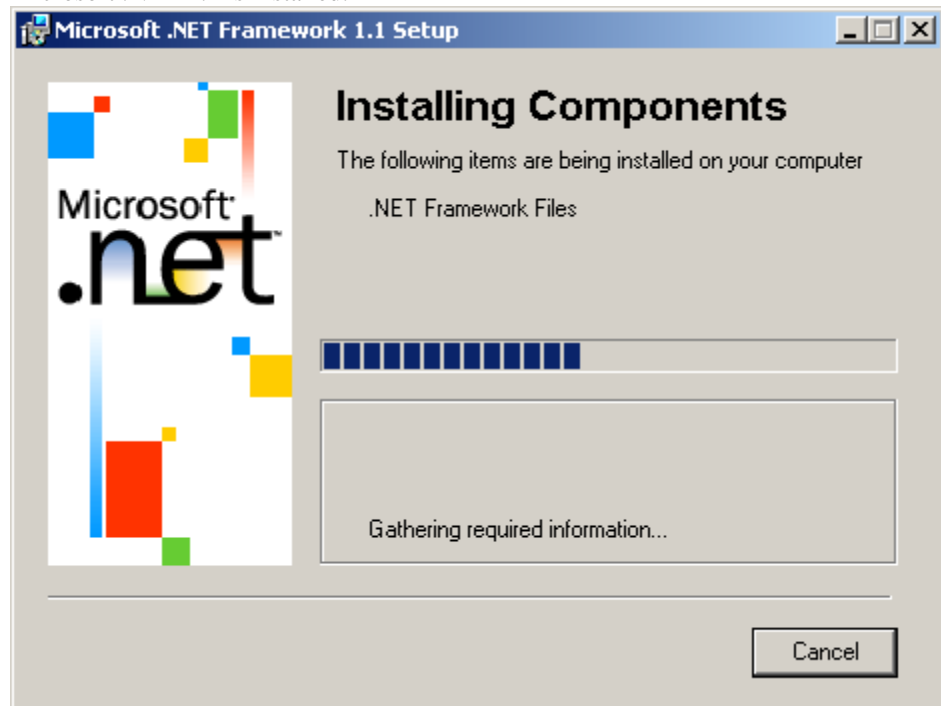 Microsoft .NET Framework 1.1 Setup
Installing Components
The following items are being installed on your computer
.NET Framework Files
Microsoft
.net™
Gathering required information...
Cancel